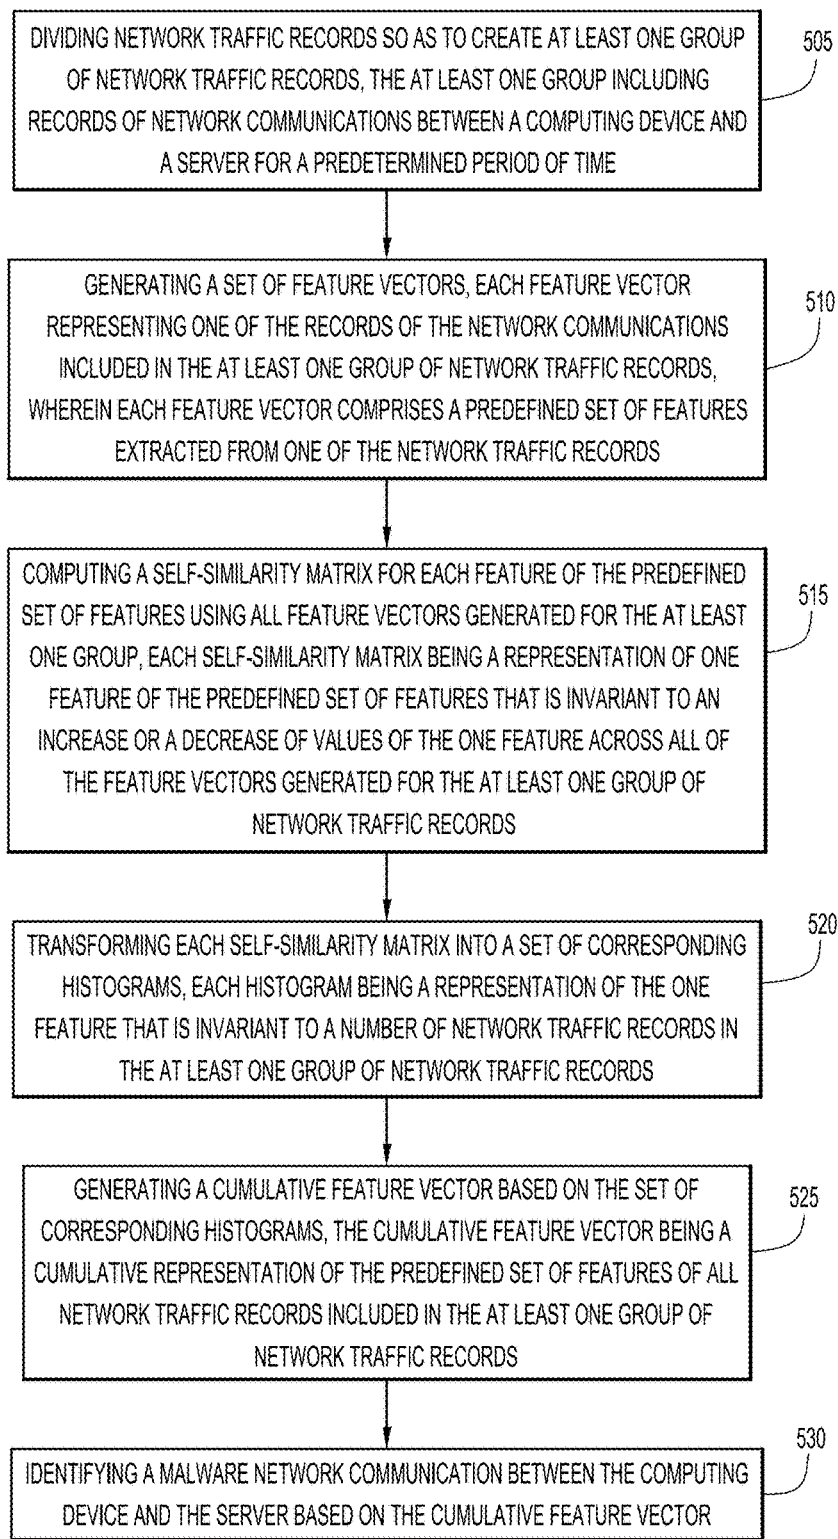 DIVIDING NETWORK TRAFFIC RECORDS SO AS TO CREATE AT LEAST ONE GROUP
OF NETWORK TRAFFIC RECORDS, THE AT LEAST ONE GROUP INCLUDING
RECORDS OF NETWORK COMMUNICATIONS BETWEEN A COMPUTING DEVICE AND
A SERVER FOR A PREDETERMINED PERIOD OF TIME
505
GENERATING A SET OF FEATURE VECTORS, EACH FEATURE VECTOR
REPRESENTING ONE OF THE RECORDS OF THE NETWORK COMMUNICATIONS
INCLUDED IN THE AT LEAST ONE GROUP OF NETWORK TRAFFIC RECORDS,
WHEREIN EACH FEATURE VECTOR COMPRISES A PREDEFINED SET OF FEATURES
EXTRACTED FROM ONE OF THE NETWORK TRAFFIC RECORDS
510
COMPUTING A SELF-SIMILARITY MATRIX FOR EACH FEATURE OF THE PREDEFINED
SET OF FEATURES USING ALL FEATURE VECTORS GENERATED FOR THE AT LEAST
ONE GROUP, EACH SELF-SIMILARITY MATRIX BEING A REPRESENTATION OF ONE
FEATURE OF THE PREDEFINED SET OF FEATURES THAT IS INVARIANT TO AN
INCREASE OR A DECREASE OF VALUES OF THE ONE FEATURE ACROSS ALL OF
THE FEATURE VECTORS GENERATED FOR THE AT LEAST ONE GROUP OF
NETWORK TRAFFIC RECORDS
515
TRANSFORMING EACH SELF-SIMILARITY MATRIX INTO A SET OF CORRESPONDING
HISTOGRAMS, EACH HISTOGRAM BEING A REPRESENTATION OF THE ONE
FEATURE THAT IS INVARIANT TO A NUMBER OF NETWORK TRAFFIC RECORDS IN
THE AT LEAST ONE GROUP OF NETWORK TRAFFIC RECORDS
520
GENERATING A CUMULATIVE FEATURE VECTOR BASED ON THE SET OF
CORRESPONDING HISTOGRAMS, THE CUMULATIVE FEATURE VECTOR BEING A
CUMULATIVE REPRESENTATION OF THE PREDEFINED SET OF FEATURES OF ALL
NETWORK TRAFFIC RECORDS INCLUDED IN THE AT LEAST ONE GROUP OF
NETWORK TRAFFIC RECORDS
525
IDENTIFYING A MALWARE NETWORK COMMUNICATION BETWEEN THE COMPUTING
DEVICE AND THE SERVER BASED ON THE CUMULATIVE FEATURE VECTOR
530